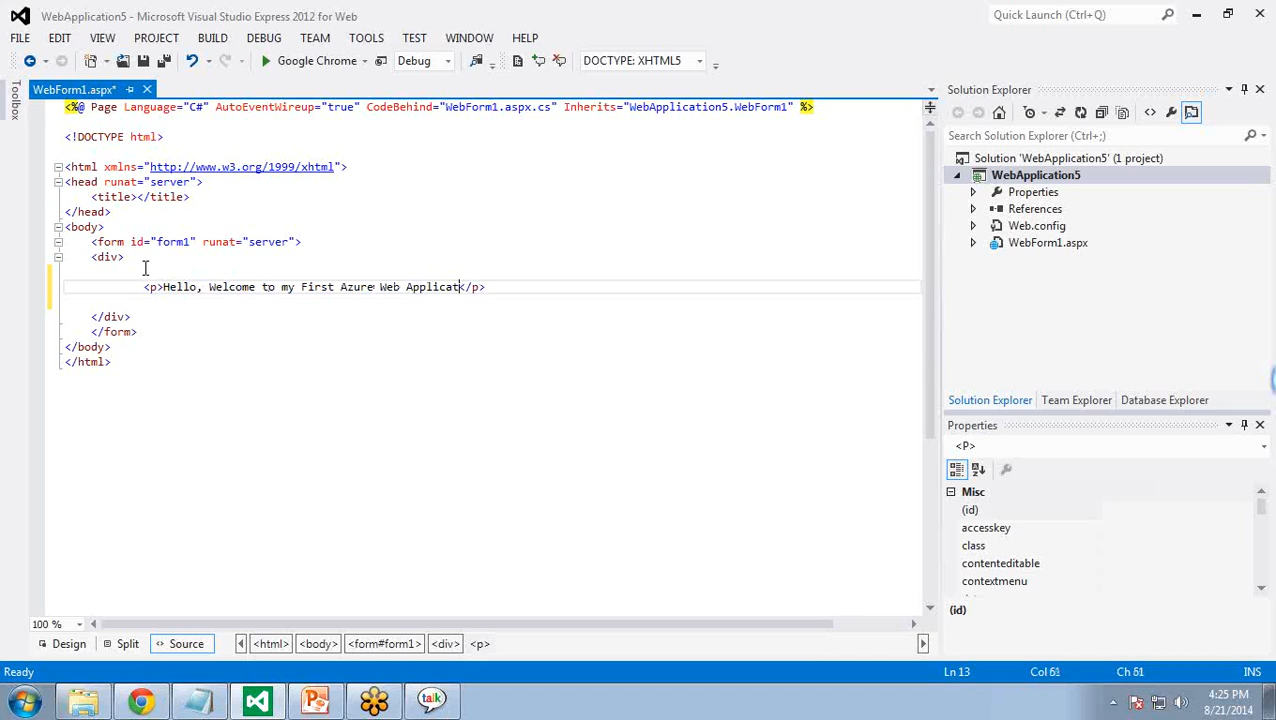 WebApplication5 - Microsoft Visual Studio Express 2012 for Web
Quick Launch (Ctrl+Q)
FILE EDIT VIEW PROJECT BUILD DEBUG TEAM TOOLS TEST WINDOW HELP
Google Chrome Debug DOCTYPE: XHTML5
Toolbox
WebForm1.aspx*
<%@ Page Language="C#" AutoEventWireup="true" CodeBehind="WebForm1.aspx.cs" Inherits="WebApplication5.WebForm1" %>
<!DOCTYPE html>
<html xmlns="http://www.w3.org/1999/xhtml">
<head runat="server">
<title></title>
</head>
<body>
<form id="form1" runat="server">
<div>
<p>Hello, Welcome to my First Azure Web Applicat</p>
</div>
</form>
</body>
</html>
100 %
Design Split Source <html> <body> <form#form1> <div> <p>
Solution Explorer
Search Solution Explorer (Ctrl+;)
Solution 'WebApplication5' (1 project)
WebApplication5
Properties
References
Web.config
WebForm1.aspx
Solution Explorer Team Explorer Database Explorer
Properties
<P>
Misc
(id)
accesskey
class
contenteditable
contextmenu
(id)
Ready Ln 13 Col 61 Ch 61 INS
talk
4:25 PM
8/21/2014